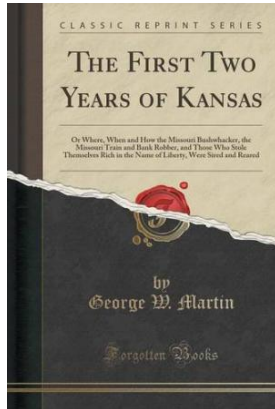 CLASSIC REPRINT SERIES
THE FIRST TWO
YEARS OF KANSAS
Or Where, When and How the Missouri Bushwhacker, the
Missouri Train and Bank Robber, and Those Who Stole
Themselves Rich in the Name of Liberty, Were Sired and Reared
by
George W. Martin
Forgotten Books